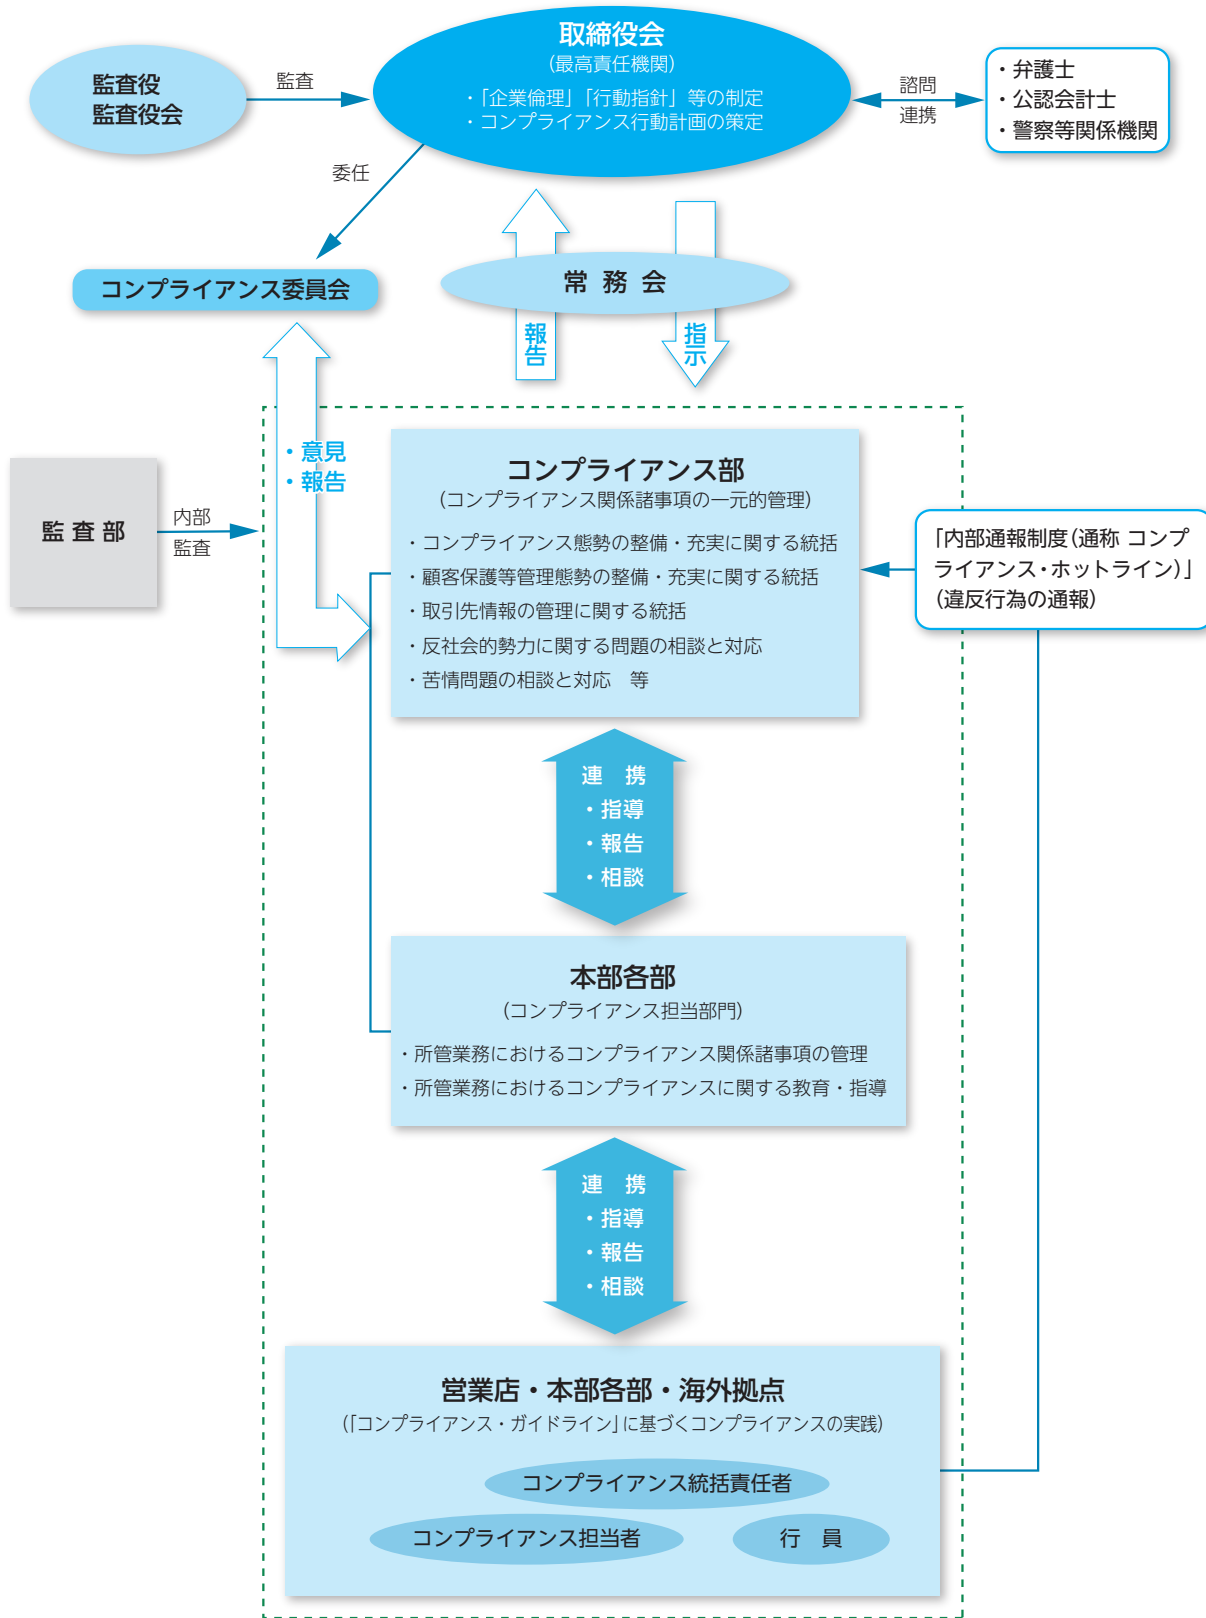 取締役会
(最高責任機関)
・「企業倫理」「行動指針」等の制定
・コンプライアンス行動計画の策定
監査役
監査役会
監査
諮問
連携
・弁護士
・公認会計士
・警察等関係機関
委任
コンプライアンス委員会
常務会
報告
指示
・意見
・報告
監査部
内部
監査
コンプライアンス部
(コンプライアンス関係諸事項の一元的管理)
・コンプライアンス態勢の整備・充実に関する統括
・顧客保護等管理態勢の整備・充実に関する統括
・取引先情報の管理に関する統括
・反社会的勢力に関する問題の相談と対応
・苦情問題の相談と対応　等
「内部通報制度(通称 コンプ
ライアンス・ホットライン)」
(違反行為の通報)
連　携
・指導
・報告
・相談
本部各部
(コンプライアンス担当部門)
・所管業務におけるコンプライアンス関係諸事項の管理
・所管業務におけるコンプライアンスに関する教育・指導
連　携
・指導
・報告
・相談
営業店・本部各部・海外拠点
(「コンプライアンス・ガイドライン」に基づくコンプライアンスの実践)
コンプライアンス統括責任者
コンプライアンス担当者
行　員